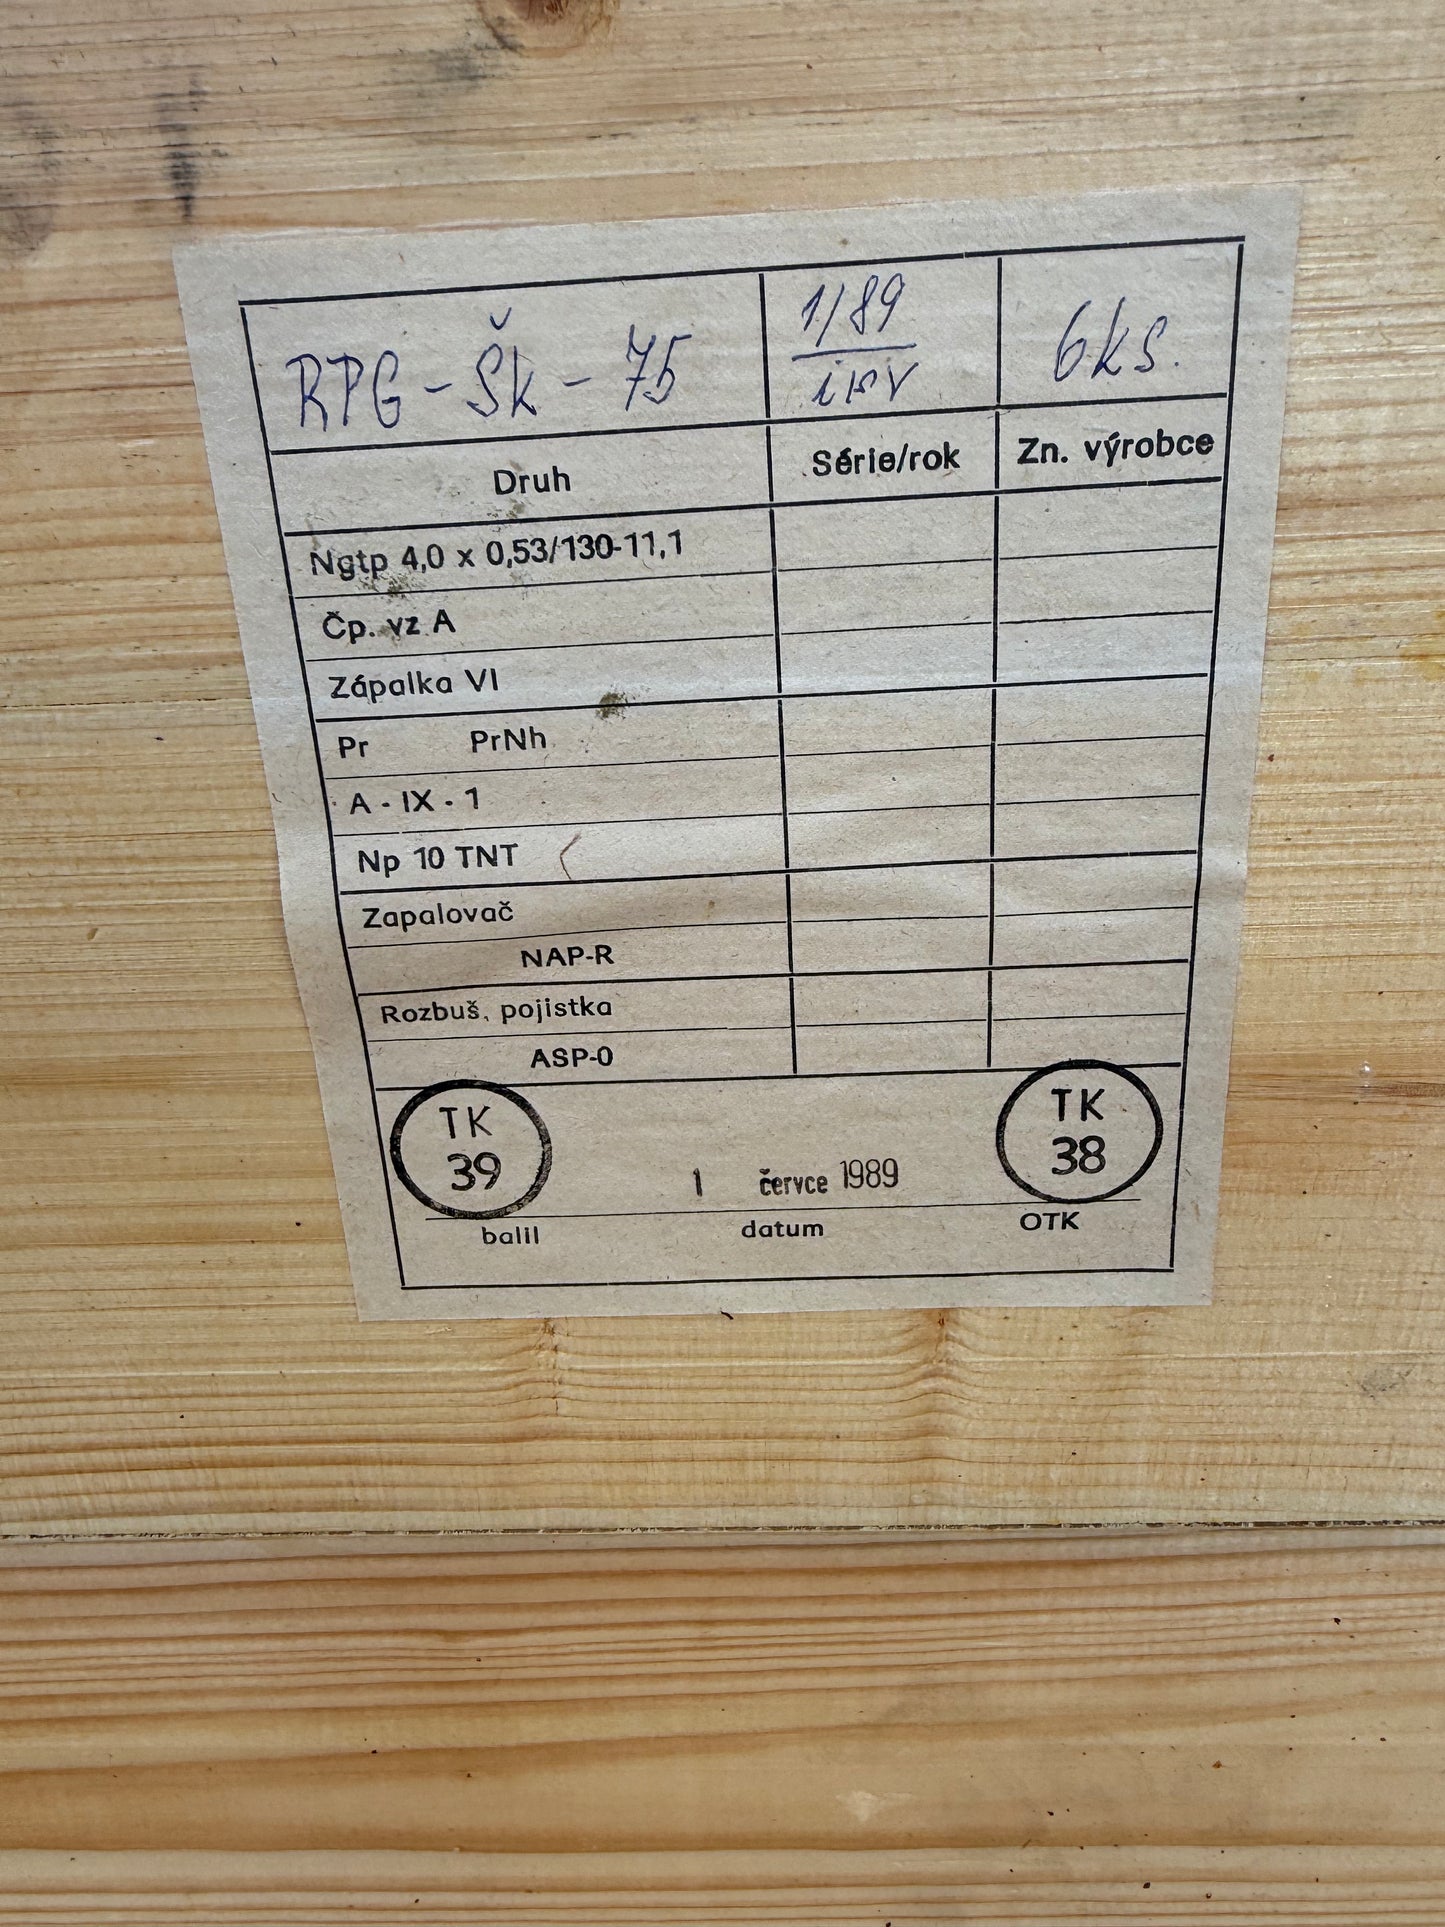 RPG - Šk - 75 1/89 6ks.
Druh Série/rok Zn. výrobce
Ngtp 4,0 x 0,53/130-11,1
Čp. vz A
Zápalka VI
Pr PrNh
A - IX - 1
Np 10 TNT
Zapalovač
NAP-R
Rozbuš. pojistka
ASP-0
TK
39
TK
38
1 červce 1989
balil datum OTK